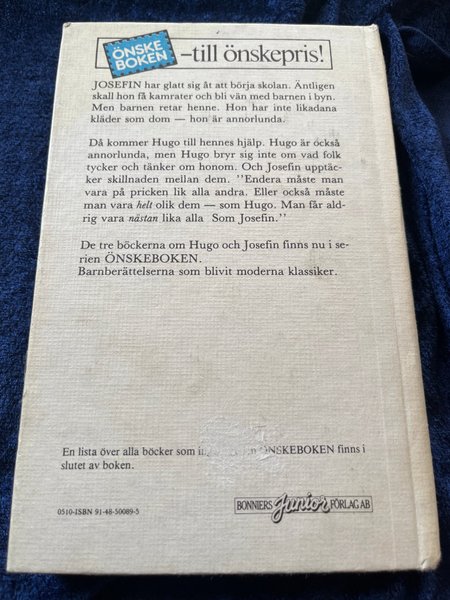 ÖNSKE
BOKEN
–till önskepris!
JOSEFIN har glatt sig åt att börja skolan. Äntligen
skall hon få kamrater och bli vän med barnen i byn.
Men barnen retar henne. Hon har inte likadana
kläder som dom — hon är annorlunda.
Då kommer Hugo till hennes hjälp. Hugo är också
annorlunda, men Hugo bryr sig inte om vad folk
tycker och tänker om honom. Och Josefin upptäc-
ker skillnaden mellan dem. ''Endera måste man
vara på pricken lik alla andra. Eller också måste
man vara helt olik dem — som Hugo. Man får ald-
rig vara nästan lika alla Som Josefin.''
De tre böckerna om Hugo och Josefin finns nu i se-
rien ÖNSKEBOKEN.
Barnberättelserna som blivit moderna klassiker.
En lista över alla böcker som ÖNSKEBOKEN finns i
slutet av boken.
0510-ISBN 91-48-50089-5
BONNIERS Junior FÖRLAG AB